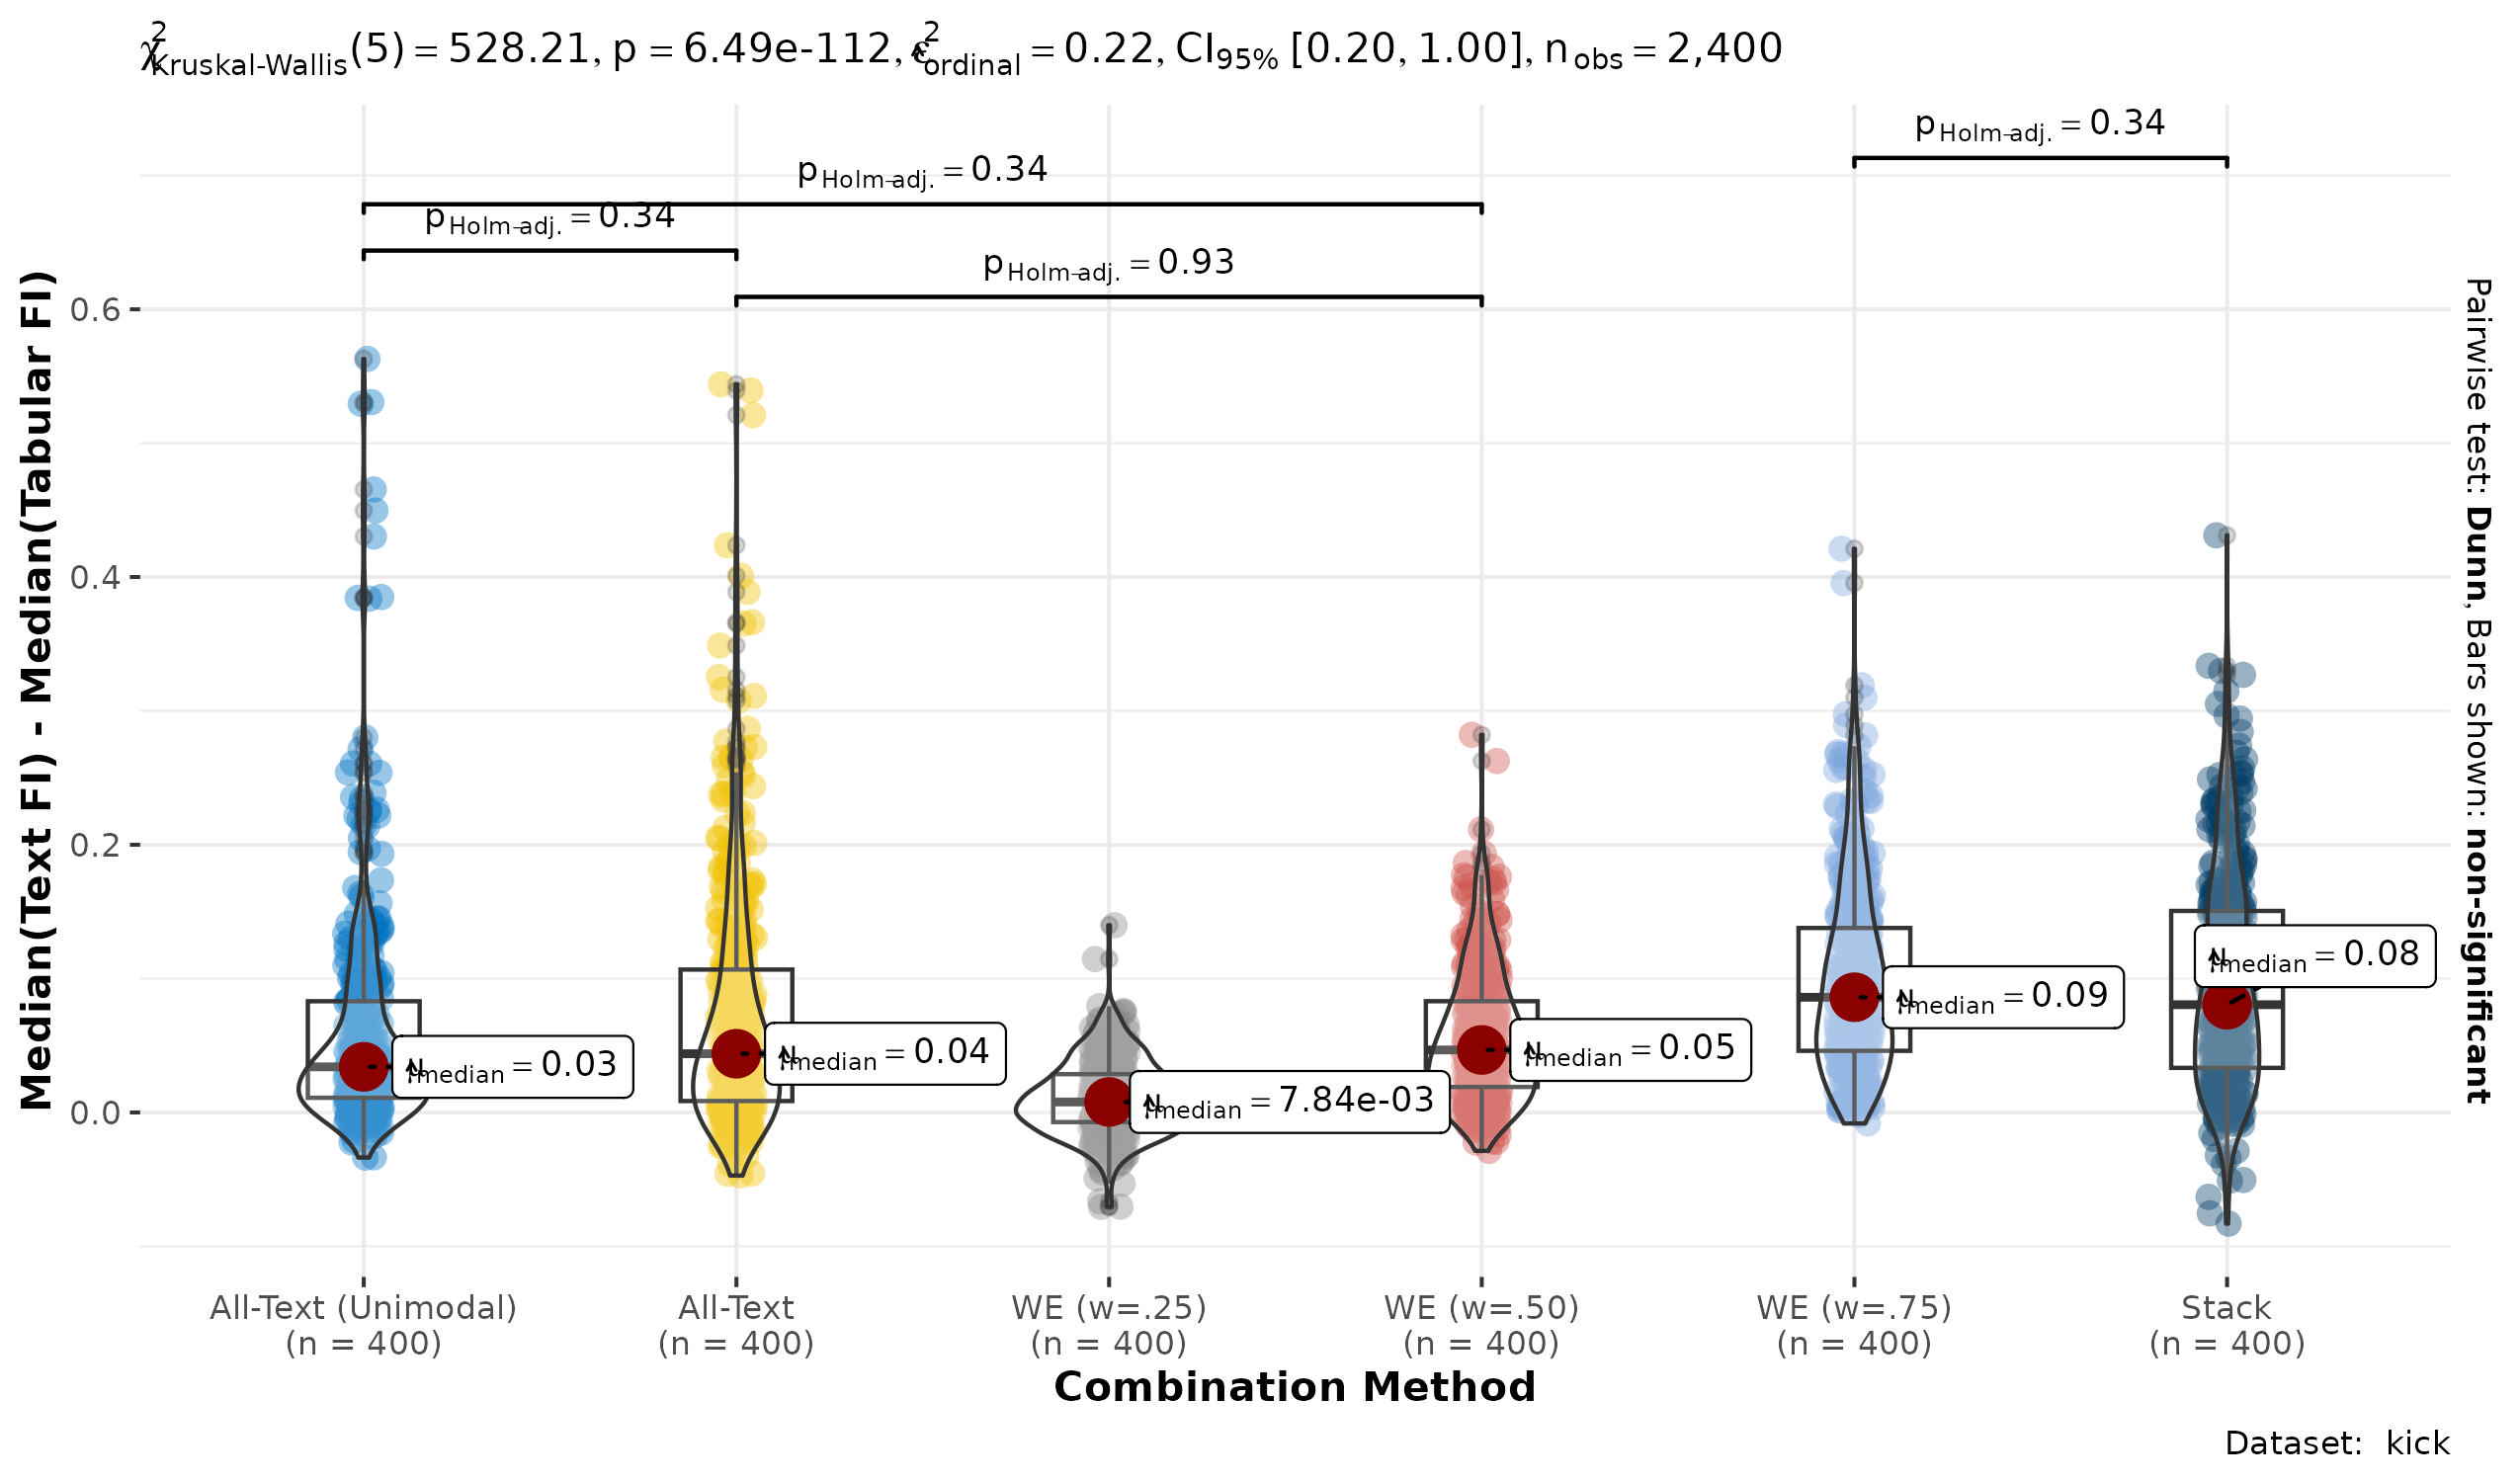 χ̂²Kruskal-Wallis(5) = 528.21, p = 6.49e-112, ε̂²ordinal = 0.22, CI95% [0.20, 1.00], nobs = 2,400
pHolm-adj. = 0.34
pHolm-adj. = 0.34
pHolm-adj. = 0.34
pHolm-adj. = 0.93
Median(Text FI) - Median(Tabular FI)
0.6
0.4
0.2
0.0
μ̂median = 0.03
μ̂median = 0.04
μ̂median = 7.84e-03
μ̂median = 0.05
μ̂median = 0.09
μ̂median = 0.08
Pairwise test: Dunn, Bars shown: non-significant
All-Text (Unimodal)
(n = 400)
All-Text
(n = 400)
WE (w=.25)
(n = 400)
WE (w=.50)
(n = 400)
WE (w=.75)
(n = 400)
Stack
(n = 400)
Combination Method
Dataset: kick